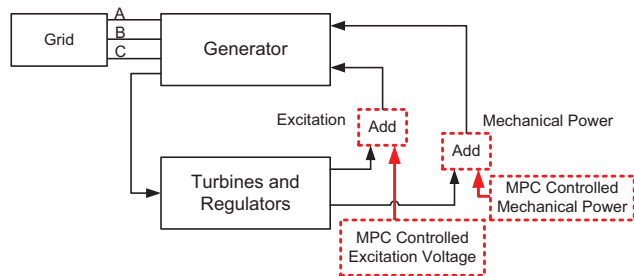 A
Grid
B
C
Generator
Excitation
Add
Mechanical Power
Add
Turbines and
Regulators
MPC Controlled
Mechanical Power
MPC Controlled
Excitation Voltage